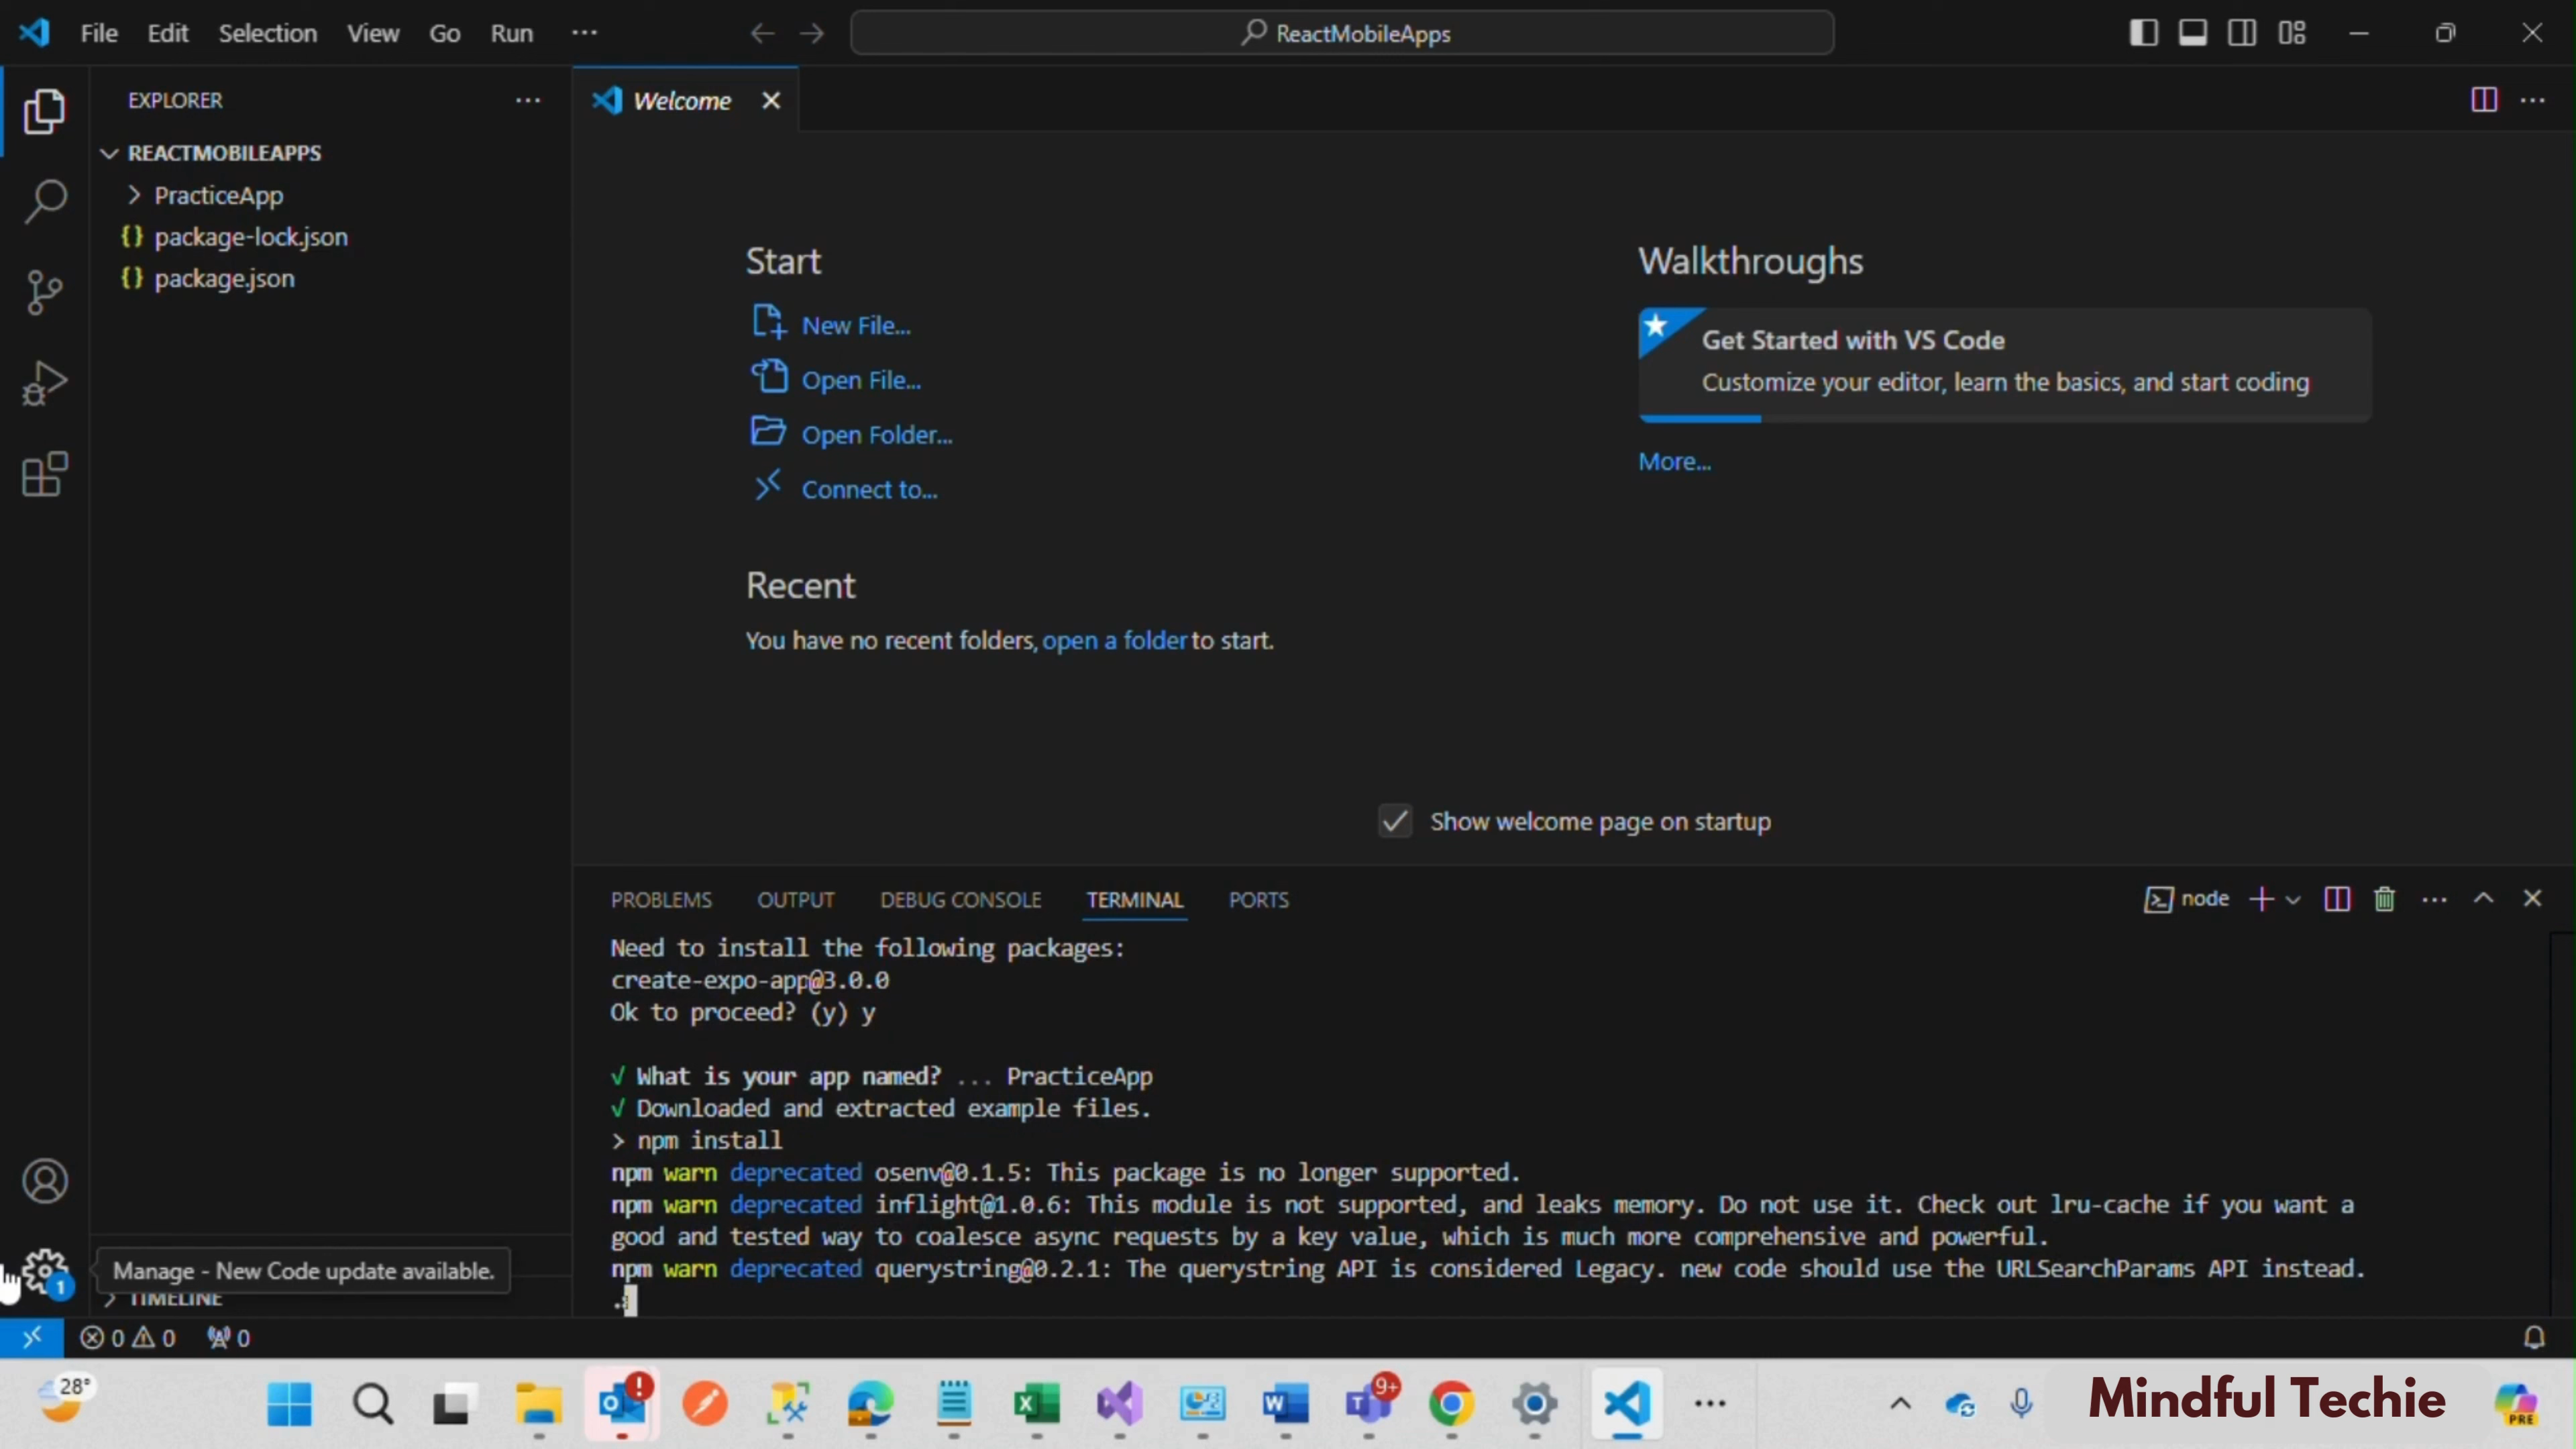 File Edit Selection View Go Run ···
ReactMobileApps
EXPLORER
Welcome
REACTMOBILEAPPS
PracticeApp
{} package-lock.json
{} package.json
Start
New File...
Open File...
Open Folder...
Connect to...
Recent
You have no recent folders, open a folder to start.
Walkthroughs
Get Started with VS Code
Customize your editor, learn the basics, and start coding
More...
Show welcome page on startup
PROBLEMS OUTPUT DEBUG CONSOLE TERMINAL PORTS
node
Need to install the following packages:
create-expo-app@3.0.0
Ok to proceed? (y) y
√ What is your app named? ... PracticeApp
√ Downloaded and extracted example files.
> npm install
npm warn deprecated osenv@0.1.5: This package is no longer supported.
npm warn deprecated inflight@1.0.6: This module is not supported, and leaks memory. Do not use it. Check out lru-cache if you want a
good and tested way to coalesce async requests by a key value, which is much more comprehensive and powerful.
npm warn deprecated querystring@0.2.1: The querystring API is considered Legacy. new code should use the URLSearchParams API instead.
1
Manage - New Code update available.
TIMELINE
0 0 0
28°
9+
Mindful Techie
PRE